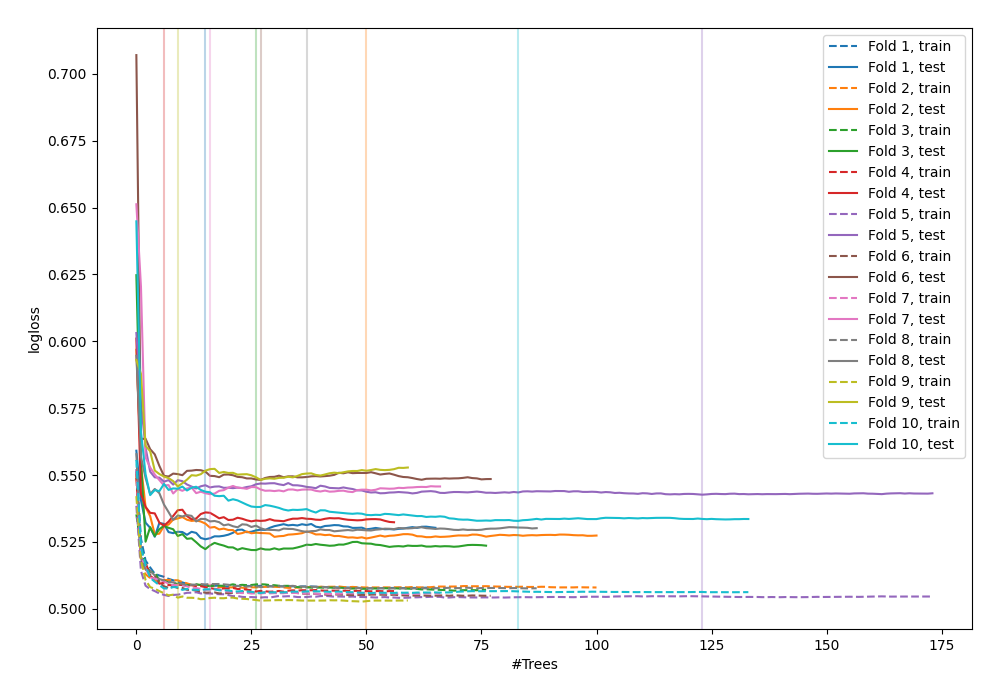 0.700
0.675
0.650
0.625
0.600
0.575
0.550
0.525
0.500
logloss
0
25
50
75
100
125
150
175
#Trees
Fold 1, train
Fold 1, test
Fold 2, train
Fold 2, test
Fold 3, train
Fold 3, test
Fold 4, train
Fold 4, test
Fold 5, train
Fold 5, test
Fold 6, train
Fold 6, test
Fold 7, train
Fold 7, test
Fold 8, train
Fold 8, test
Fold 9, train
Fold 9, test
Fold 10, train
Fold 10, test